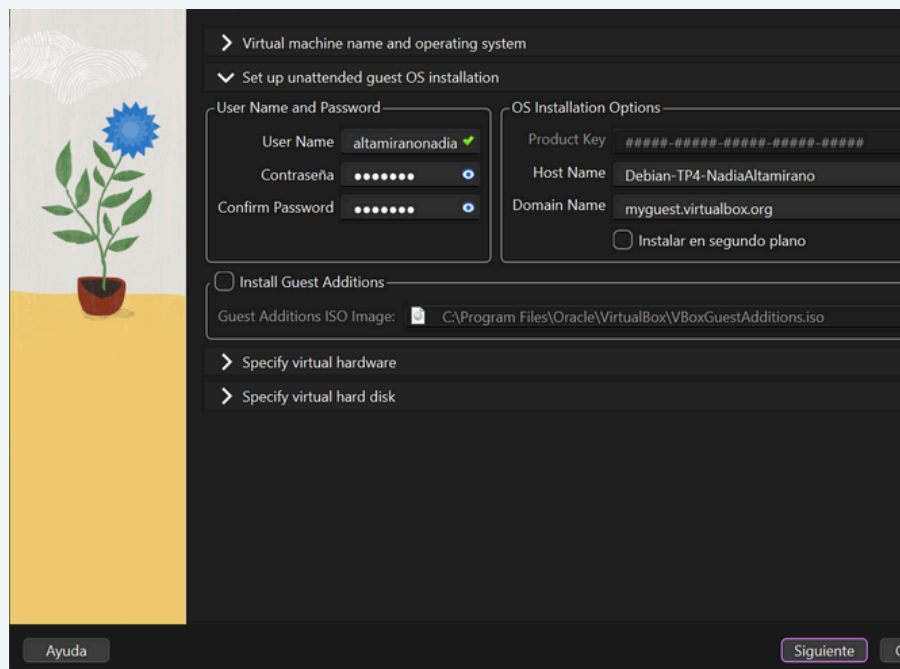 Virtual machine name and operating system
Set up unattended guest OS installation
User Name and Password
User Name altamiranonadia
Contraseña ●●●●●●●
Confirm Password ●●●●●●●
OS Installation Options
Product Key #####-#####-#####-#####-#####
Host Name Debian-TP4-NadiaAltamirano
Domain Name myguest.virtualbox.org
Instalar en segundo plano
Install Guest Additions
Guest Additions ISO Image: C:\Program Files\Oracle\VirtualBox\VBoxGuestAdditions.iso
Specify virtual hardware
Specify virtual hard disk
Ayuda
Siguiente